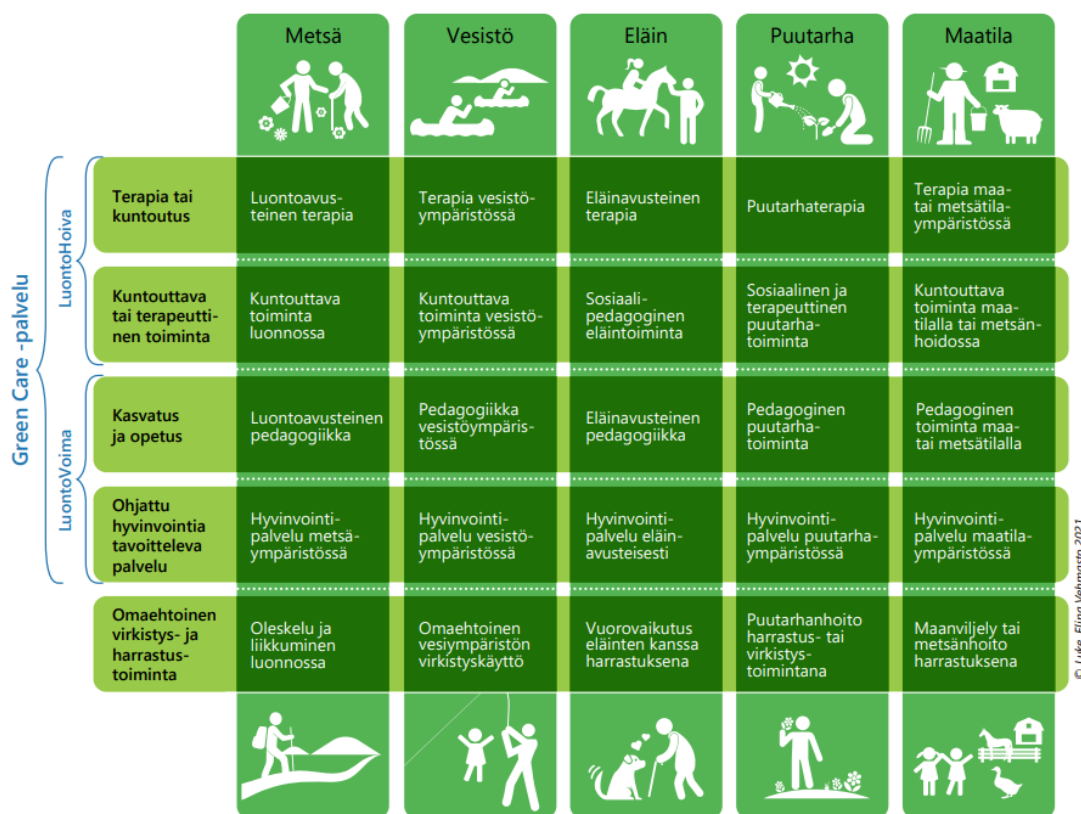 Metsä
Vesistö
Eläin
Puutarha
Maatila
Green Care -palvelu
LuontoHoiva
LuontoVoima
Terapia tai
kuntoutus
Luontoavus-
teinen terapia
Terapia vesistö-
ympäristössä
Eläinavusteinen
terapia
Puutarhaterapia
Terapia maa-
tai metsätila-
ympäristössä
Kuntouttava
tai terapeutti-
nen toiminta
Kuntouttava
toiminta
luonnossa
Kuntouttava
toiminta vesistö-
ympäristössä
Sosiaali-
pedagoginen
eläintoiminta
Sosiaalinen ja
terapeuttinen
puutarha-
toiminta
Kuntouttava
toiminta maa-
tilalla tai metsän-
hoidossa
Kasvatus
ja opetus
Luontoavusteinen
pedagogiikka
Pedagogiikka
vesistöympäris-
tössä
Eläinavusteinen
pedagogiikka
Pedagoginen
puutarha-
toiminta
Pedagoginen
toiminta maa-
tai metsätilalla
Ohjattu
hyvinvointia
tavoitteleva
palvelu
Hyvinvointi-
palvelu metsä-
ympäristössä
Hyvinvointi-
palvelu vesistö-
ympäristössä
Hyvinvointi-
palvelu eläin-
avusteisesti
Hyvinvointi-
palvelu puutarha-
ympäristössä
Hyvinvointi-
palvelu maatila-
ympäristössä
Omaehtoinen
virkistys- ja
harrastus-
toiminta
Oleskelu ja
liikkuminen
luonnossa
Omaehtoinen
vesiympäristön
virkistyskäyttö
Vuorovaikutus
eläinten kanssa
harrastuksena
Puutarhanhoito
harrastus- tai
virkistys-
toimintana
Maanviljely tai
metsänhoito
harrastuksena
© Luke, Elina Vehmasto 2021